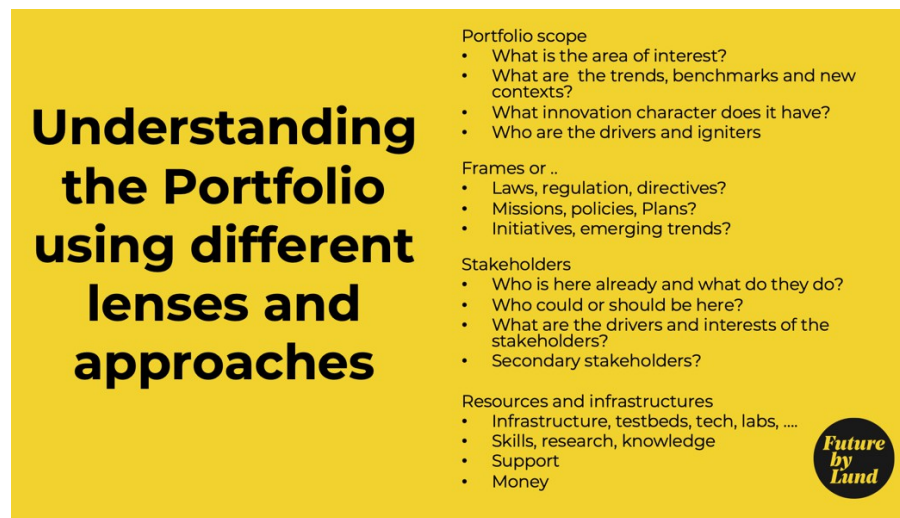 Understanding
the Portfolio
using different
lenses and
approaches
Portfolio scope
• What is the area of interest?
• What are  the trends, benchmarks and new
contexts?
• What innovation character does it have?
• Who are the drivers and igniters
Frames or ..
• Laws, regulation, directives?
• Missions, policies, Plans?
• Initiatives, emerging trends?
Stakeholders
• Who is here already and what do they do?
• Who could or should be here?
• What are the drivers and interests of the
stakeholders?
• Secondary stakeholders?
Resources and infrastructures
• Infrastructure, testbeds, tech, labs, ....
• Skills, research, knowledge
• Support
• Money
Future
by
Lund